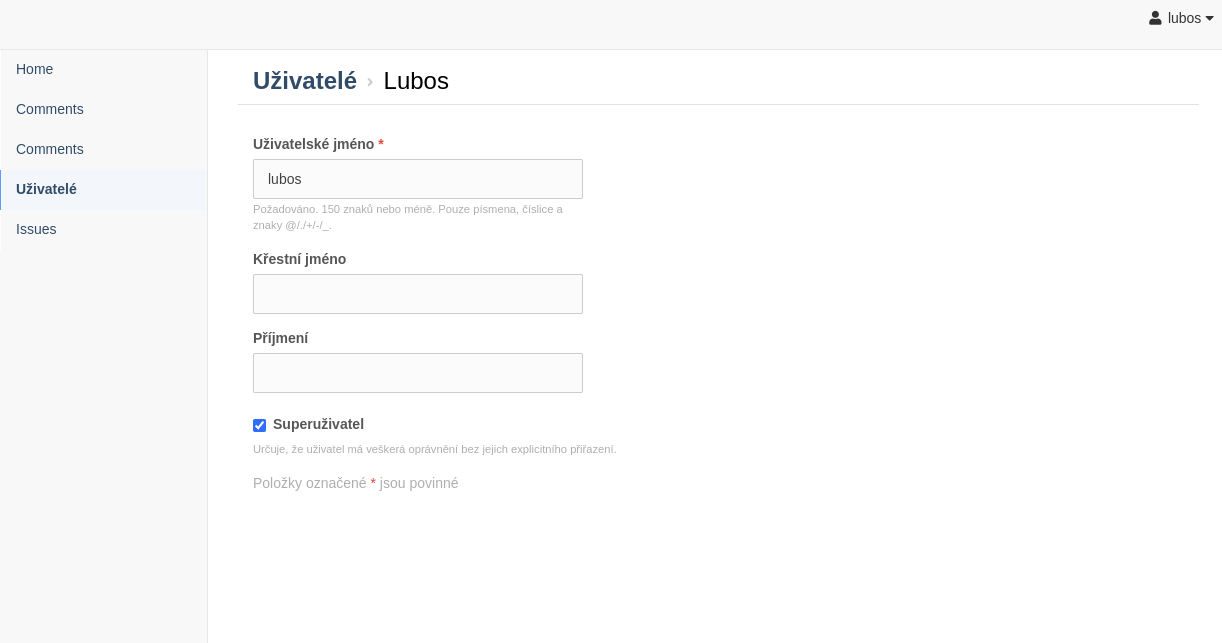 lubos
Home
Comments
Comments
Uživatelé
Issues
Uživatelé › Lubos
Uživatelské jméno *
lubos
Požadováno. 150 znaků nebo méně. Pouze písmena, číslice a
znaky @/./+/-/_.
Křestní jméno
Příjmení
Superuživatel
Určuje, že uživatel má veškerá oprávnění bez jejich explicitního přiřazení.
Položky označené * jsou povinné